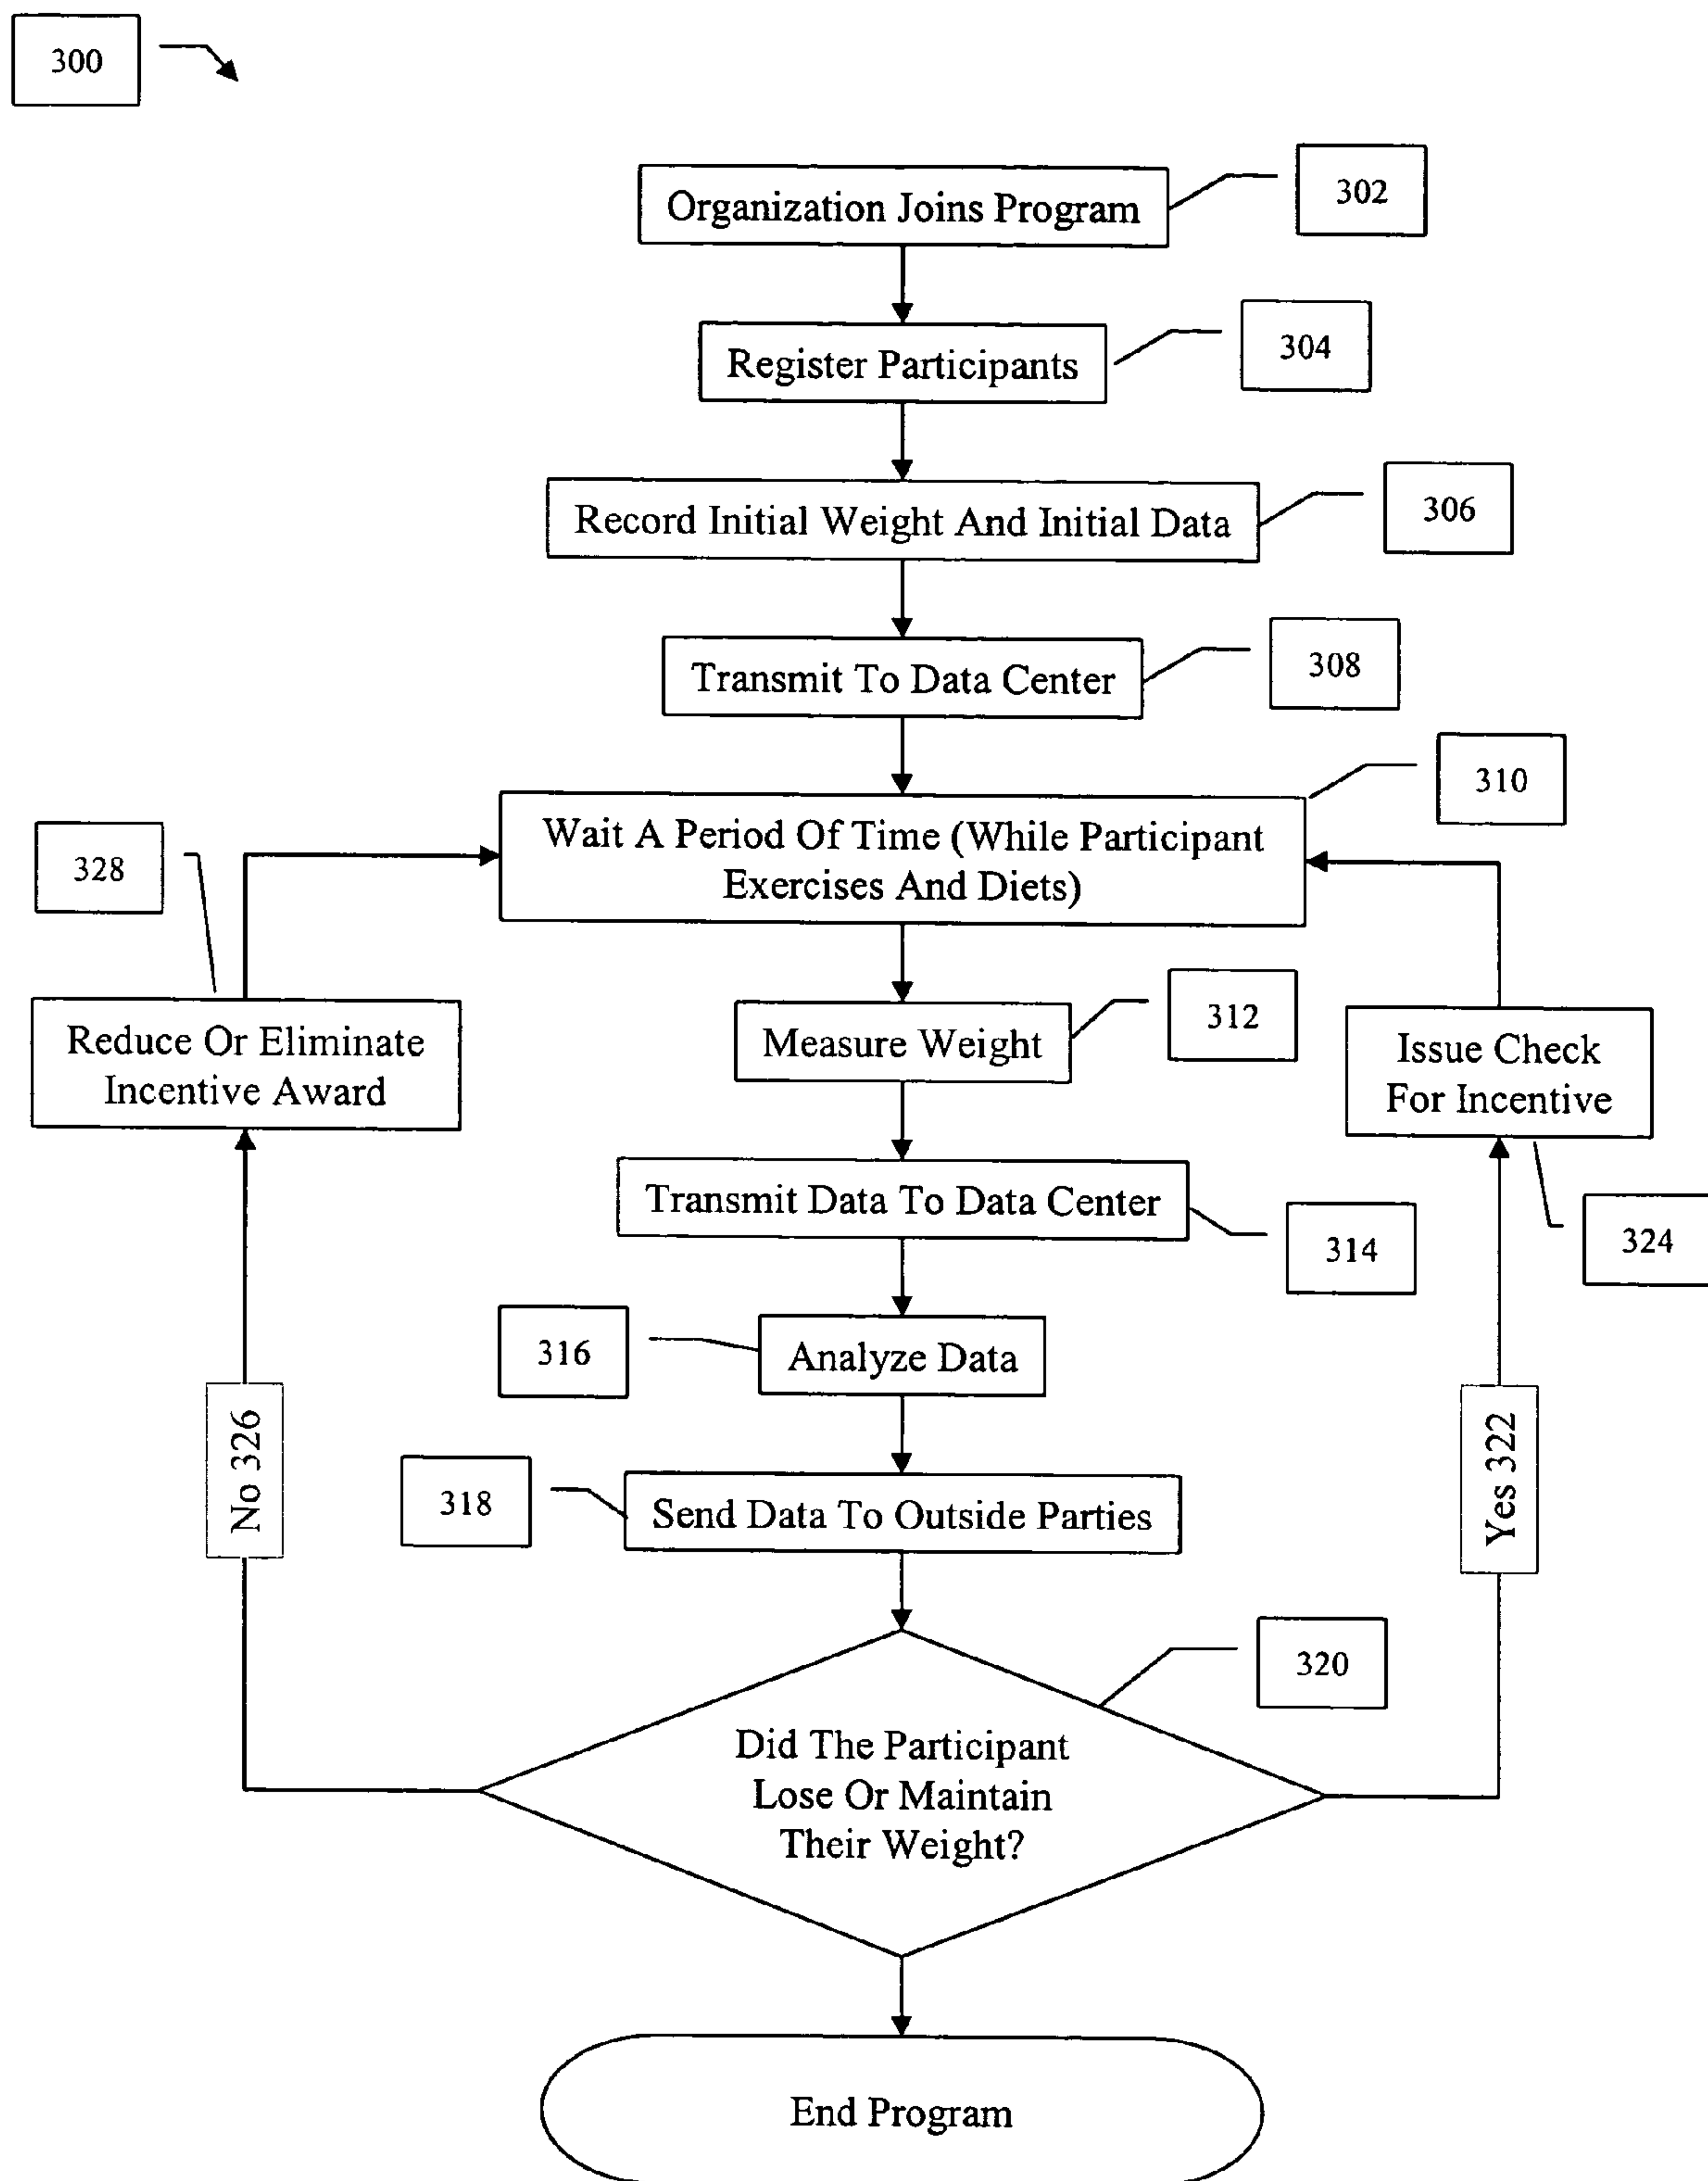 300
Organization Joins Program
302
Register Participants
304
Record Initial Weight And Initial Data
306
Transmit To Data Center
308
310
Wait A Period Of Time (While Participant
Exercises And Diets)
328
Reduce Or Eliminate
Incentive Award
Measure Weight
312
Issue Check
For Incentive
Transmit Data To Data Center
314
324
316
Analyze Data
No 326
Yes 322
318
Send Data To Outside Parties
320
Did The Participant
Lose Or Maintain
Their Weight?
End Program